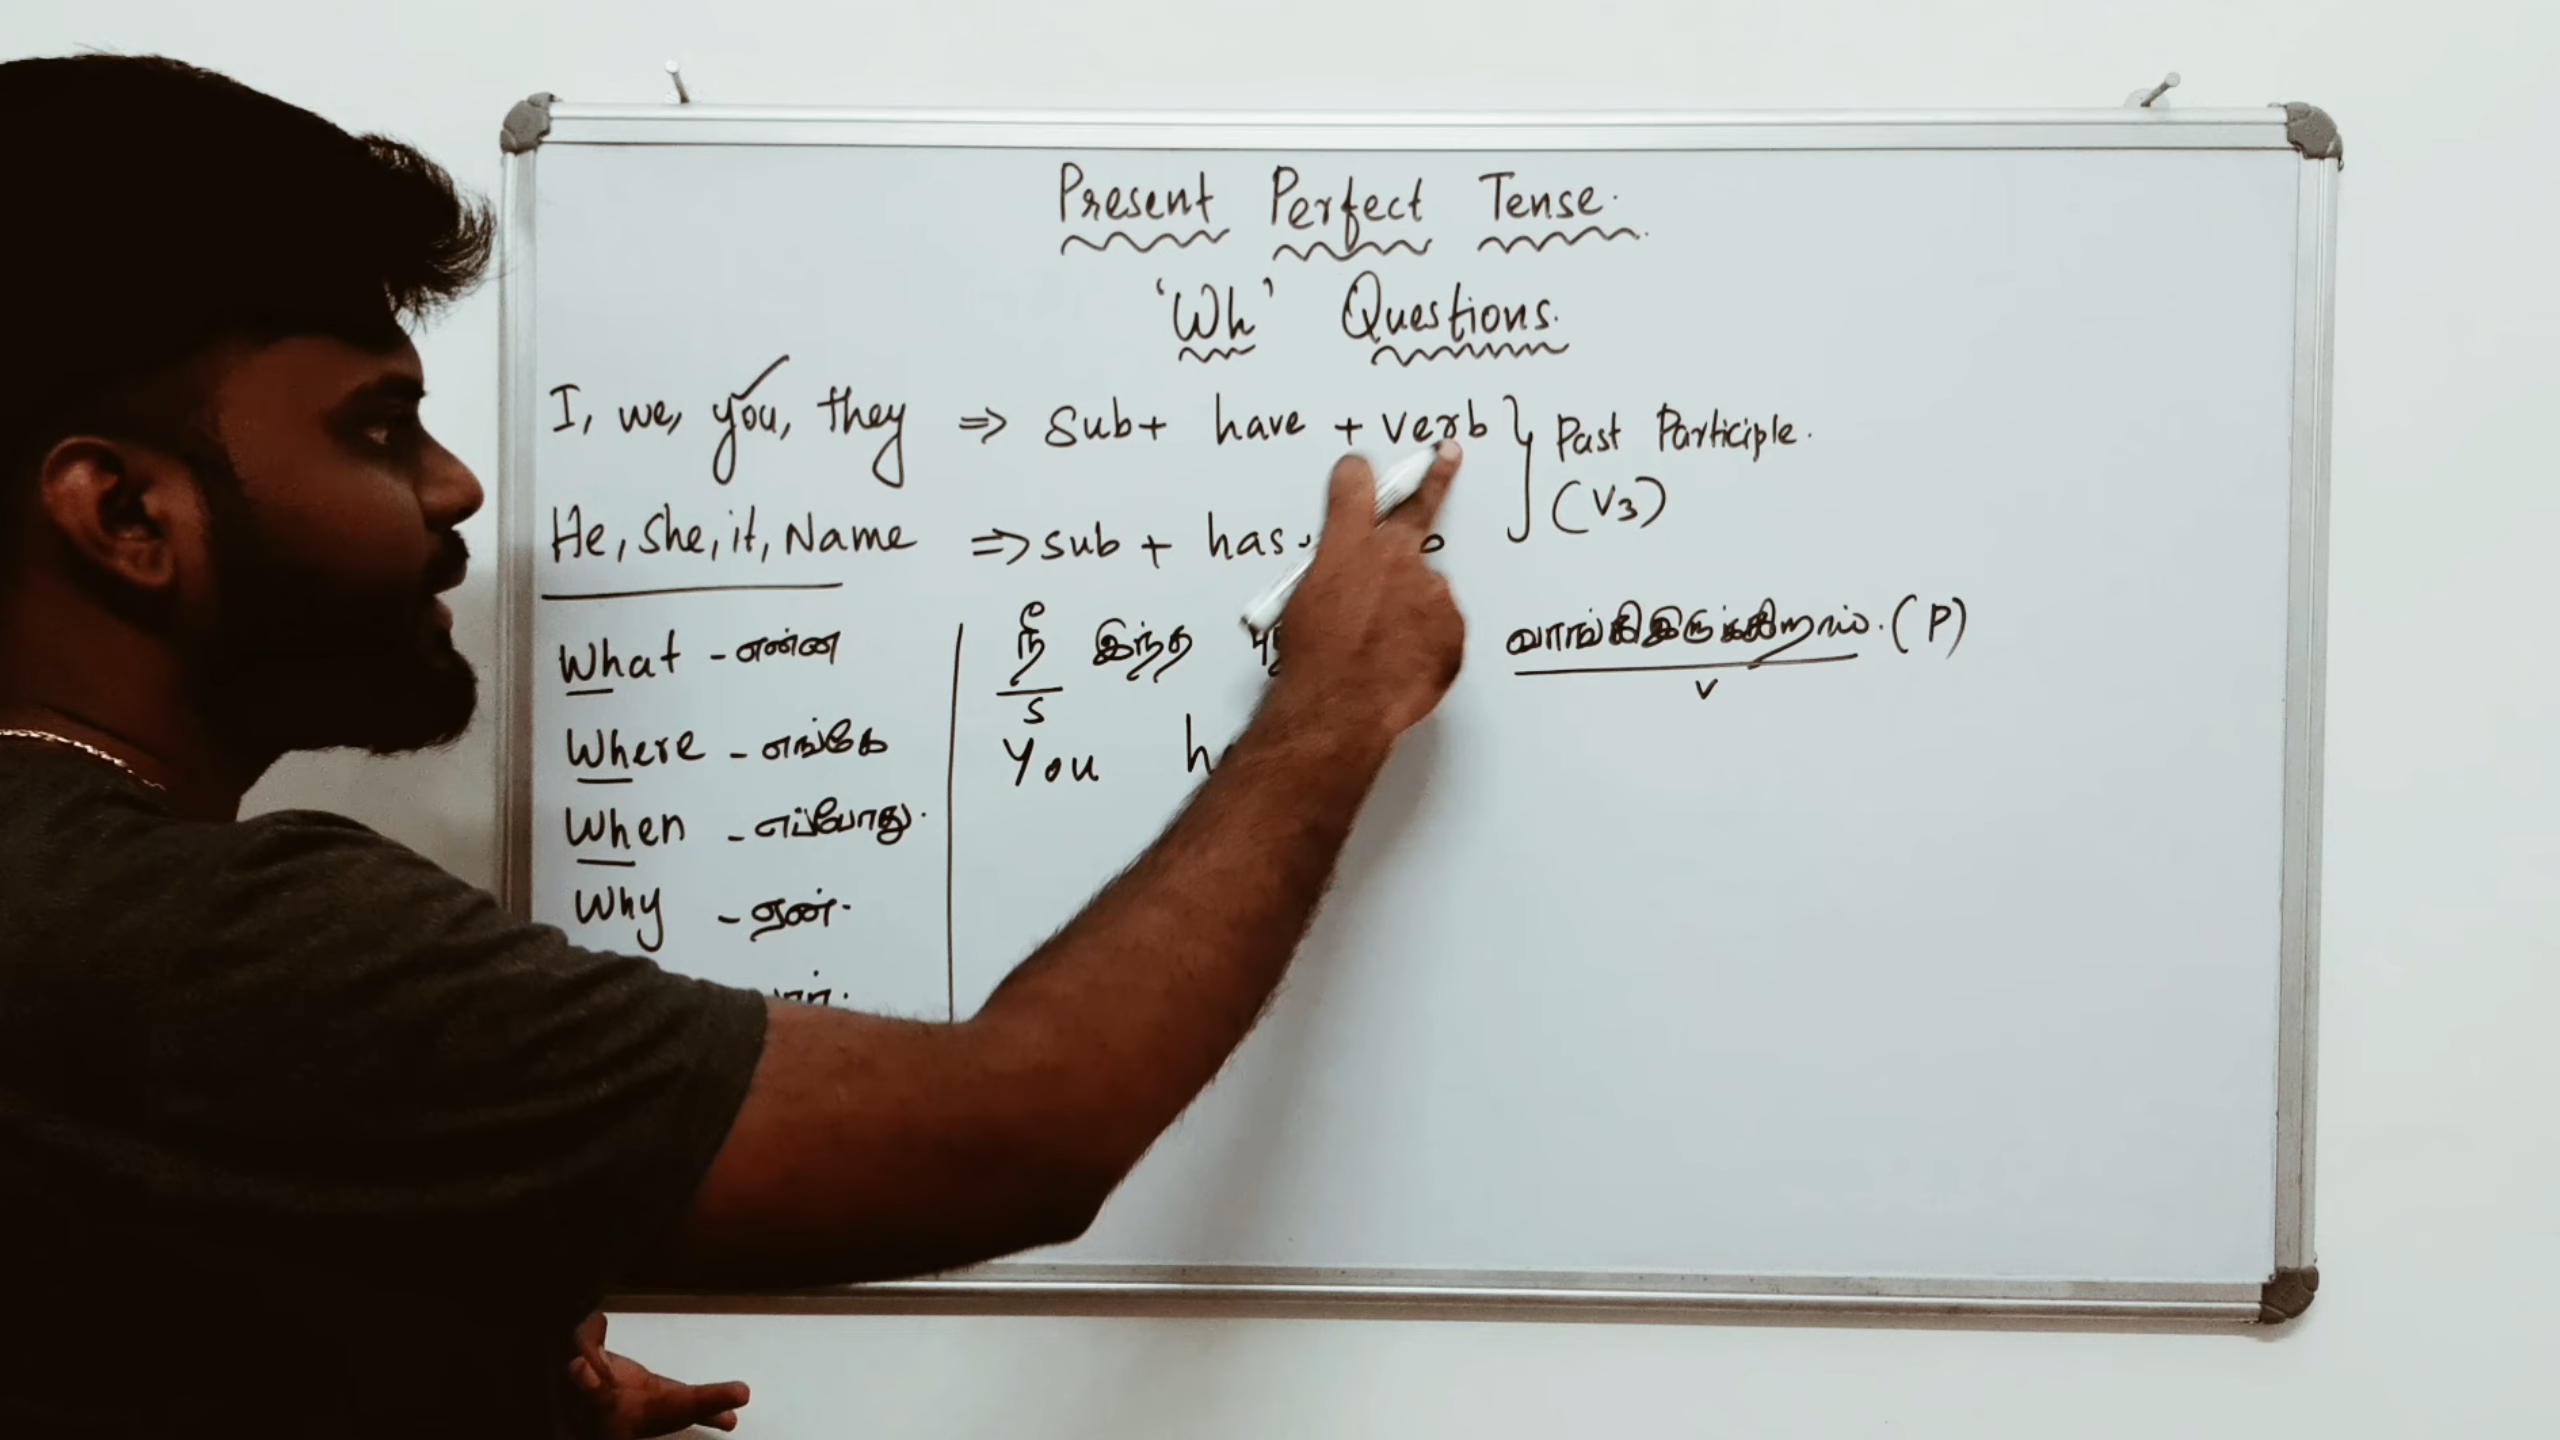 Present Perfect Tense.
'Wh' Questions.
I, we, you, they ⇒ Sub + have + verb } Past Participle.
(V3)
He, she, it, Name ⇒ sub + has
What - என்ன
நீ இந்த வாங்கிஇருக்கிறாய். (P)
S V
Where - எங்கே
You
When - எப்போது.
Why - ஏன்.